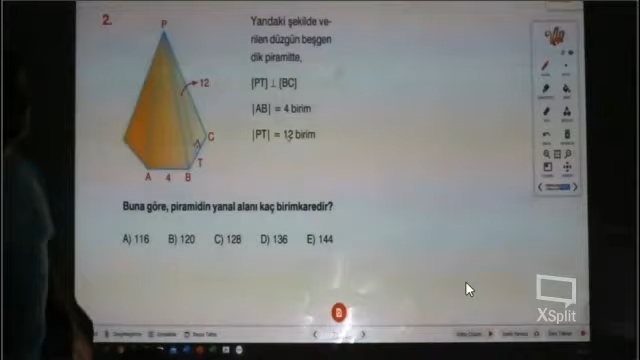 2.
P
12
C
T
A 4 B
Yandaki şekilde ve-
rilen düzgün beşgen
dik piramitte,
[PT] ⊥ [BC]
|AB| = 4 birim
|PT| = 12 birim
Buna göre, piramidin yanal alanı kaç birimkaredir?
A) 116 B) 120 C) 128 D) 136 E) 144
XSplit